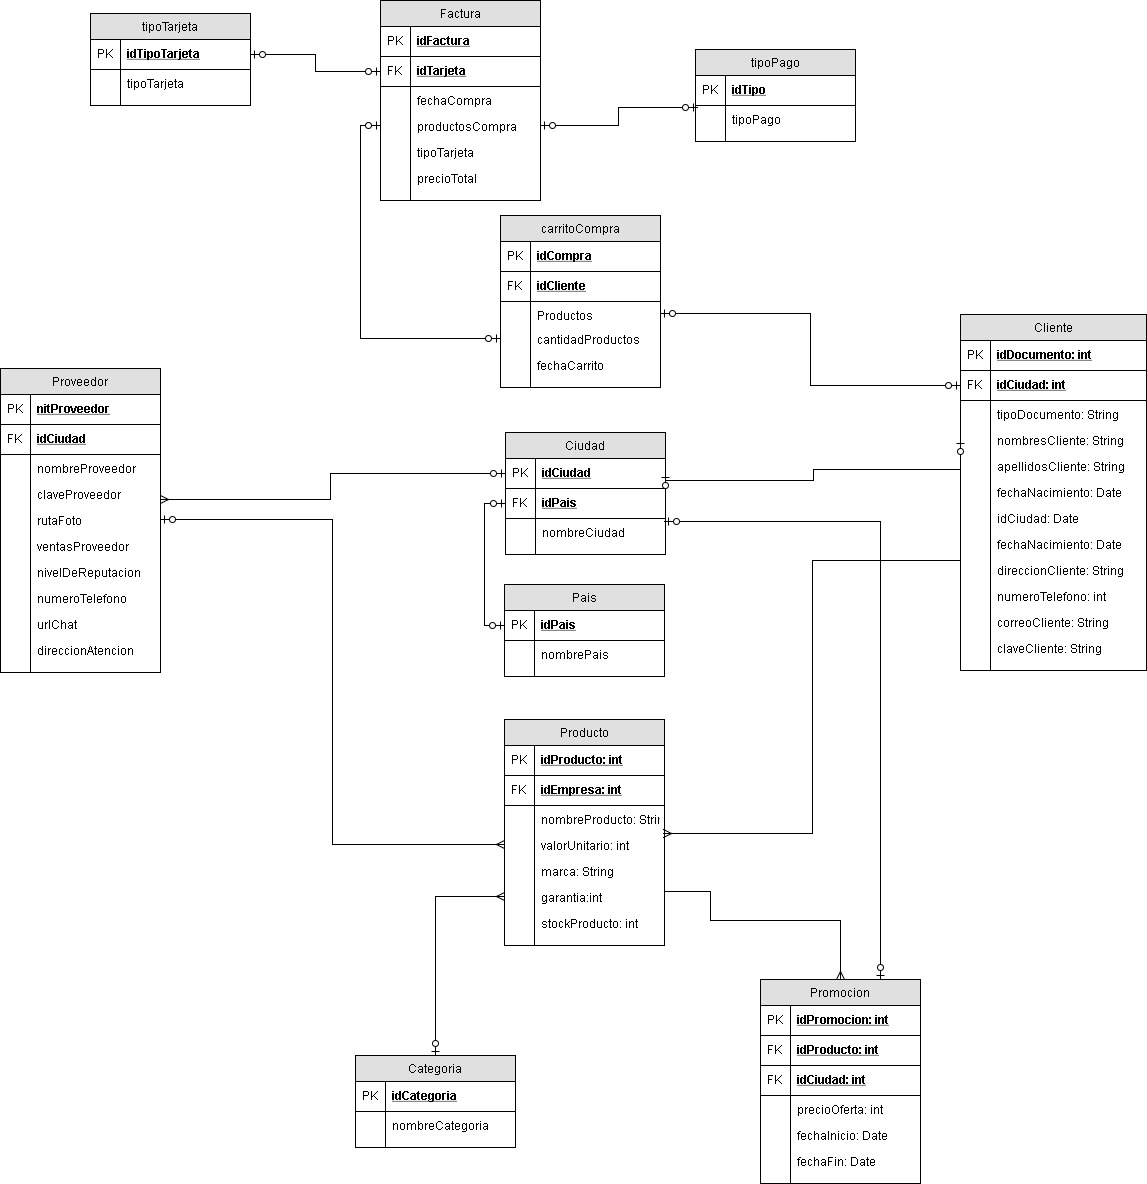 tipoTarjeta
PK idTipoTarjeta
tipoTarjeta
Factura
PK idFactura
FK idTarjeta
fechaCompra
productosCompra
tipoTarjeta
precioTotal
tipoPago
PK idTipo
tipoPago
carritoCompra
PK idCompra
FK idCliente
Productos
cantidadProductos
fechaCarrito
Cliente
PK idDocumento: int
FK idCiudad: int
tipoDocumento: String
nombresCliente: String
apellidosCliente: String
fechaNacimiento: Date
idCiudad: Date
fechaNacimiento: Date
direccionCliente: String
numeroTelefono: int
correoCliente: String
claveCliente: String
Proveedor
PK nitProveedor
FK idCiudad
nombreProveedor
claveProveedor
rutaFoto
ventasProveedor
nivelDeReputacion
numeroTelefono
urlChat
direccionAtencion
Ciudad
PK idCiudad
FK idPais
nombreCiudad
Pais
PK idPais
nombrePais
Producto
PK idProducto: int
FK idEmpresa: int
nombreProducto: Strin
valorUnitario: int
marca: String
garantia:int
stockProducto: int
Promocion
PK idPromocion: int
FK idProducto: int
FK idCiudad: int
precioOferta: int
fechaInicio: Date
fechaFin: Date
Categoria
PK idCategoria
nombreCategoria